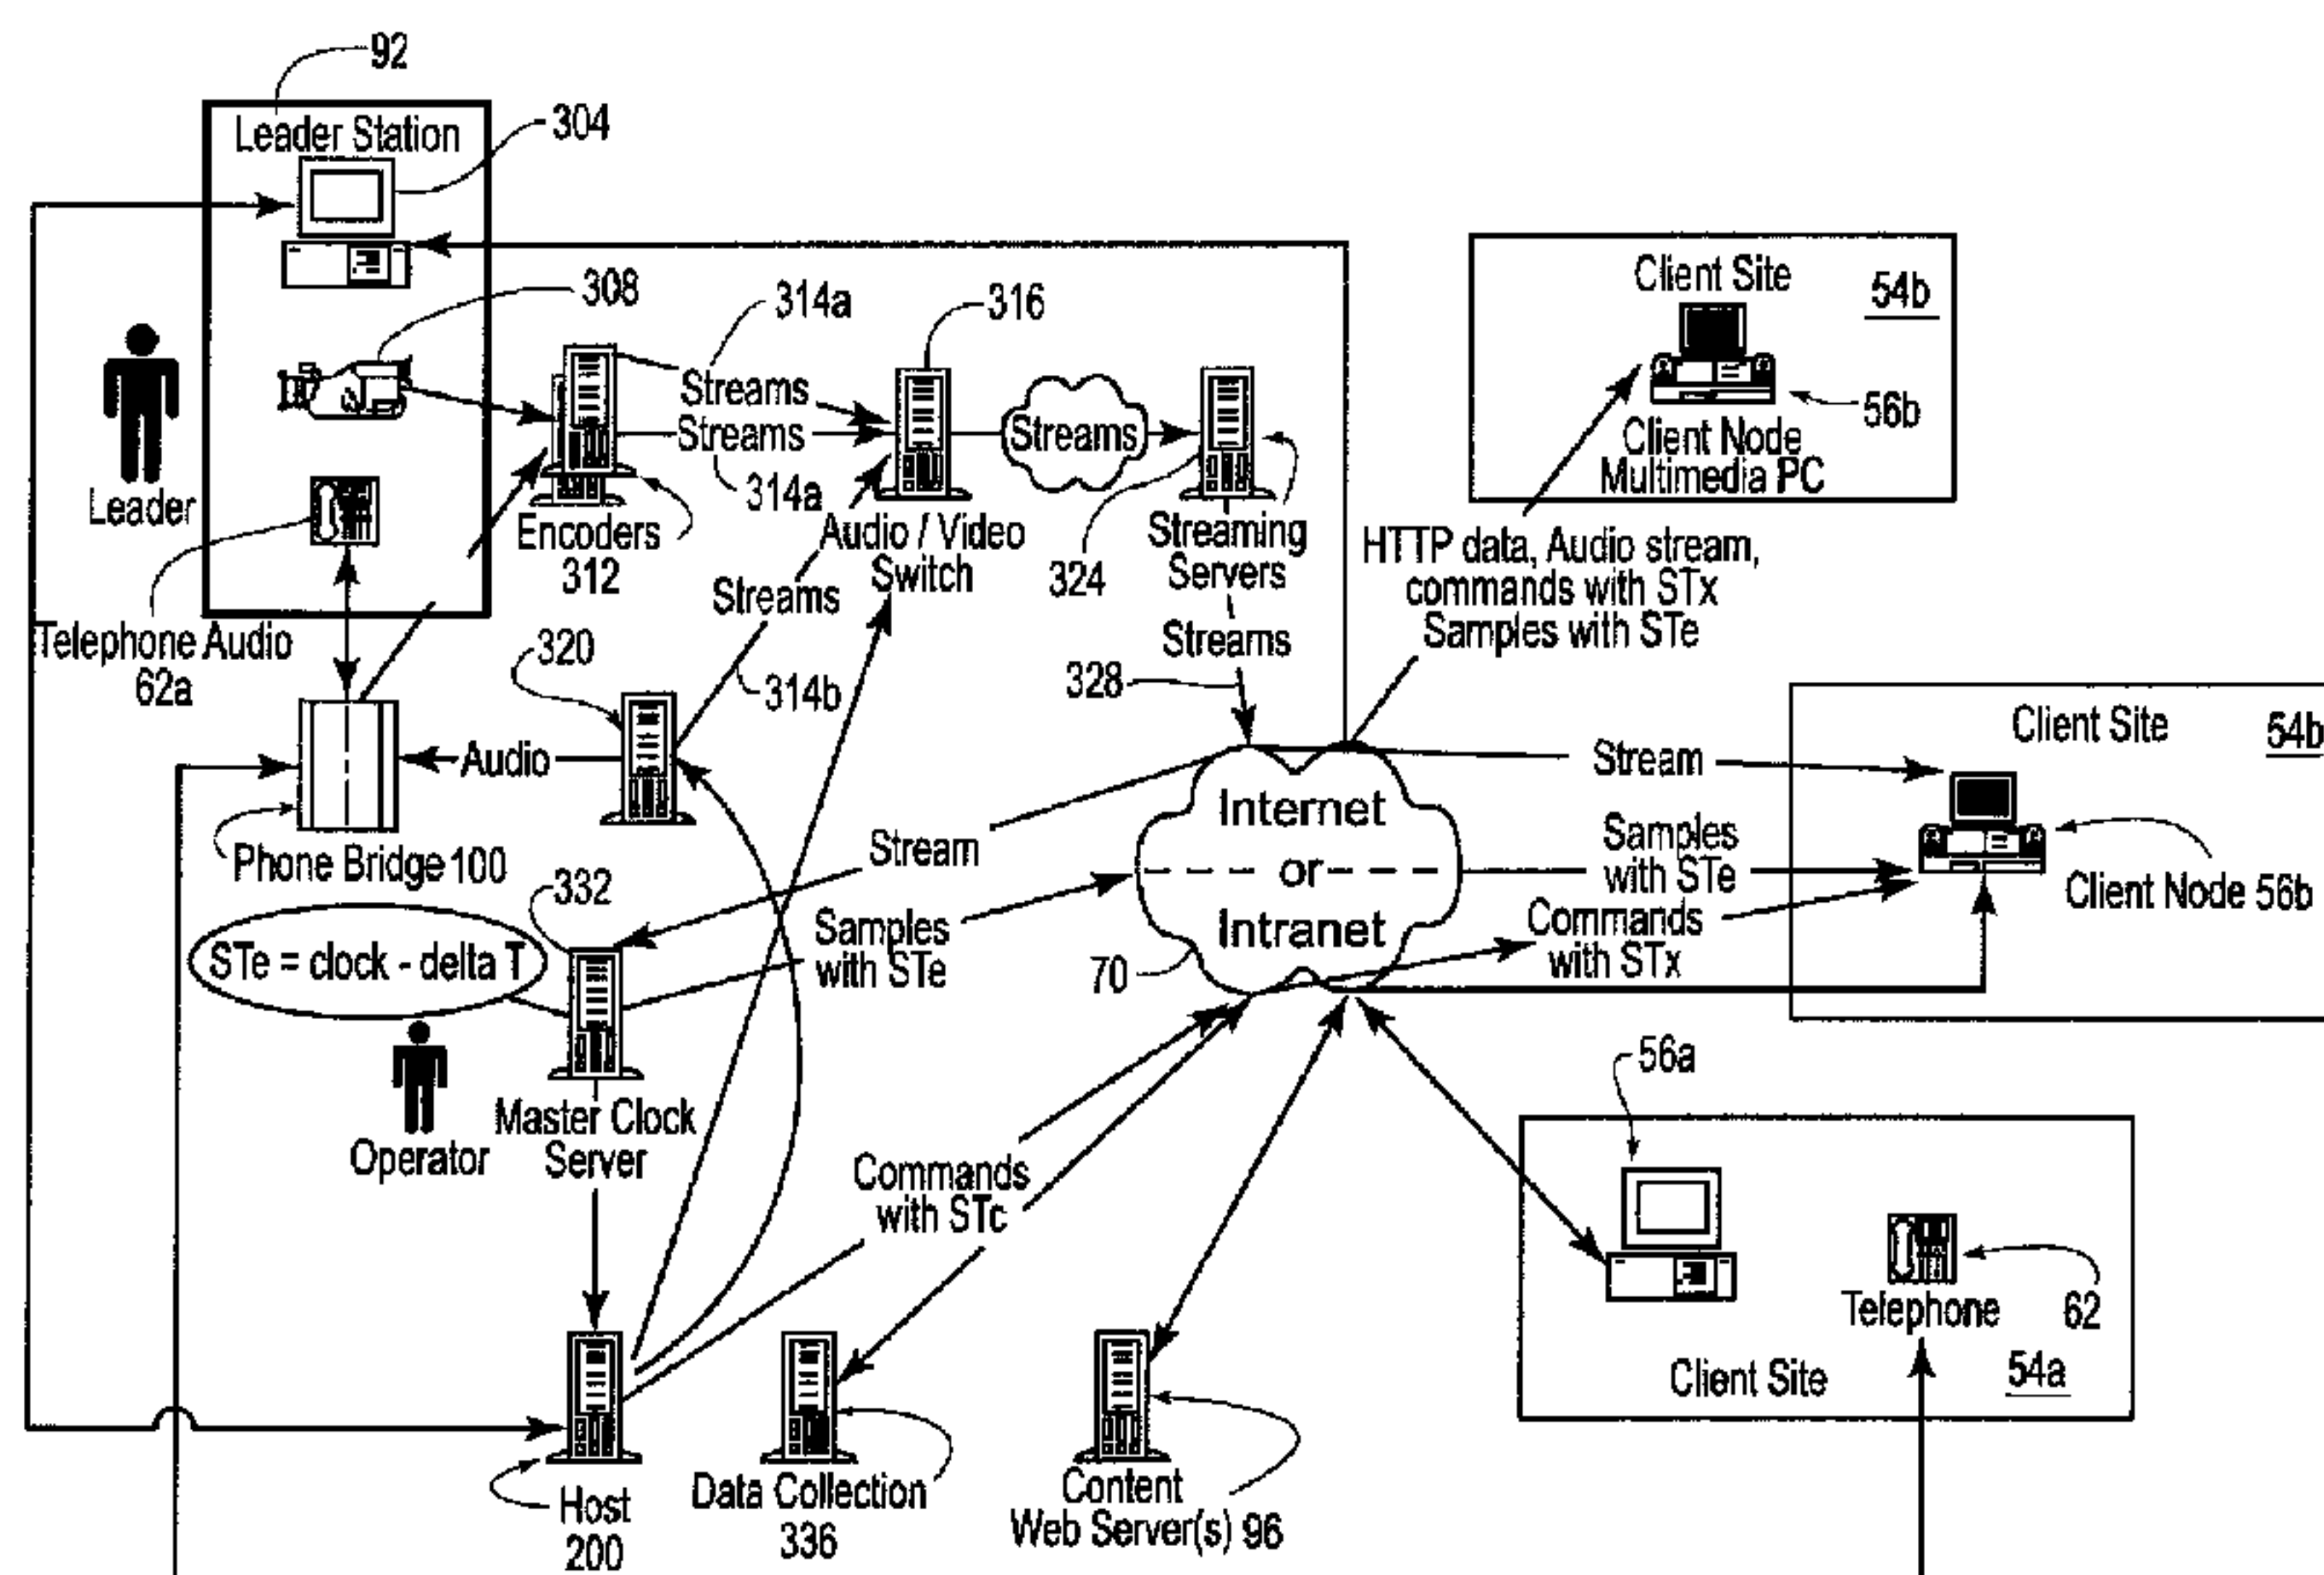 92
Leader Station
304
308
Leader
Telephone Audio
62a
314a
Streams
Streams
314a
Encoders
312
316
Audio / Video
Switch
Streams
314b
320
Streams
324
Streaming
Servers
Streams
328
Client Site
54b
56b
Client Node
Multimedia PC
HTTP data, Audio stream,
commands with STx
Samples with STe
Audio
Phone Bridge 100
Stream
332
STe = clock - delta T
Samples
with STe
Internet
or
Intranet
70
Stream
Samples
with STe
Commands
with STx
Client Site
54b
Client Node 56b
Operator
Master Clock
Server
Commands
with STc
56a
Telephone
62
Client Site
54a
Host
200
Data Collection
336
Content
Web Server(s) 96